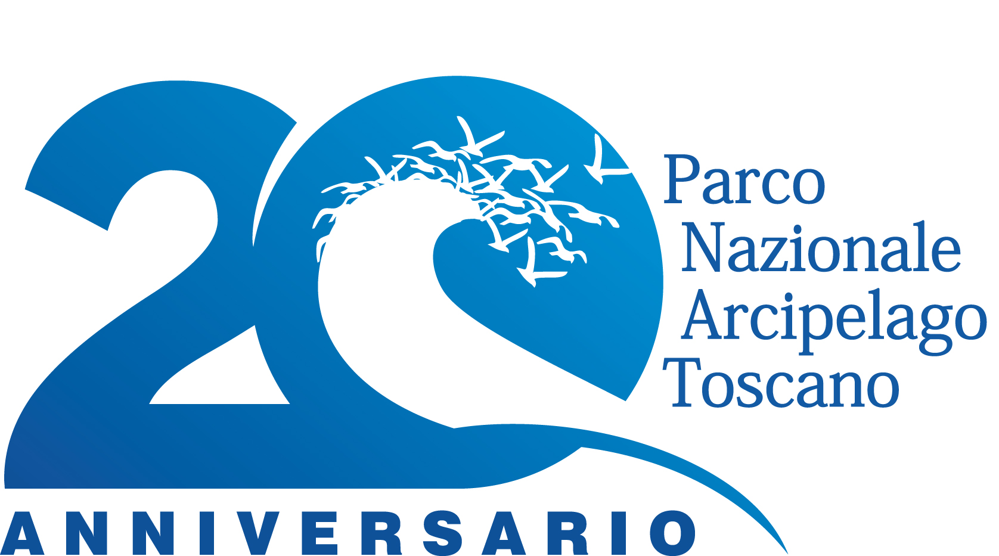 20
Parco
Nazionale
Arcipelago
Toscano
ANNIVERSARIO